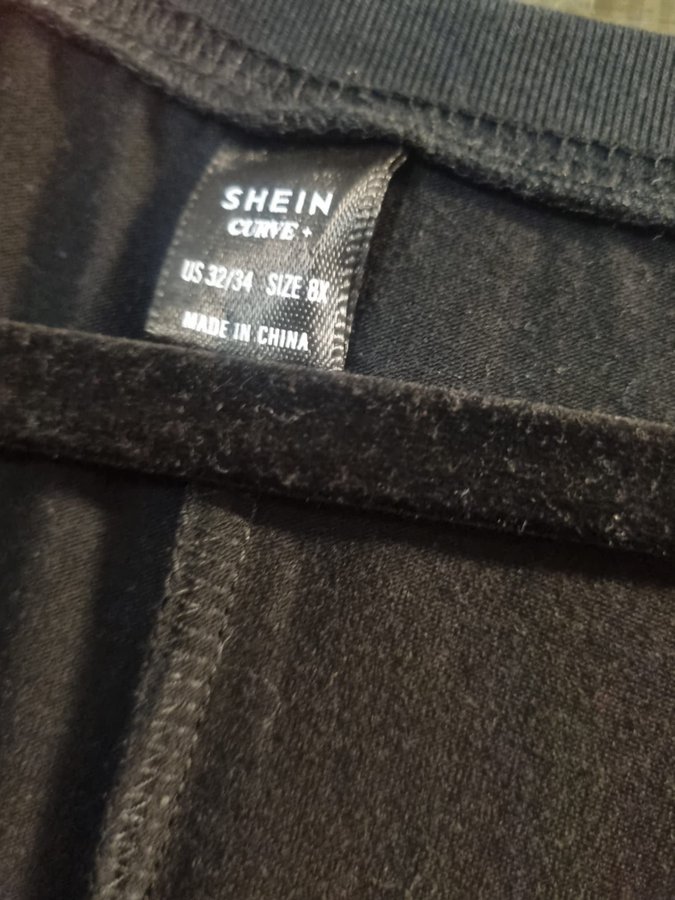 SHEIN
CURVE +
US 32/34 SIZE 8X
MADE IN CHINA